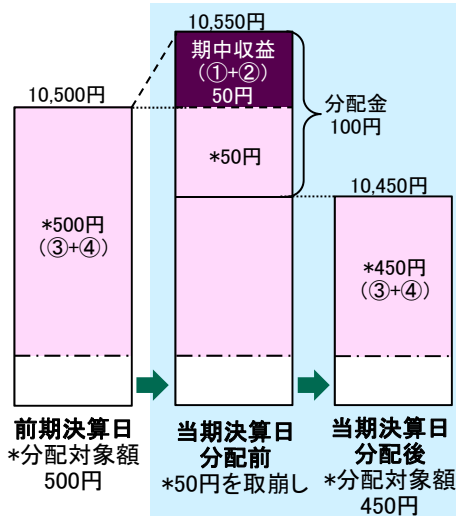 10,550円
期中収益
(①+②)
50円
10,500円
分配金
100円
*50円
10,450円
*500円
(③+④)
*450円
(③+④)
前期決算日
*分配対象額
500円
当期決算日
分配前
*50円を取崩し
当期決算日
分配後
*分配対象額
450円